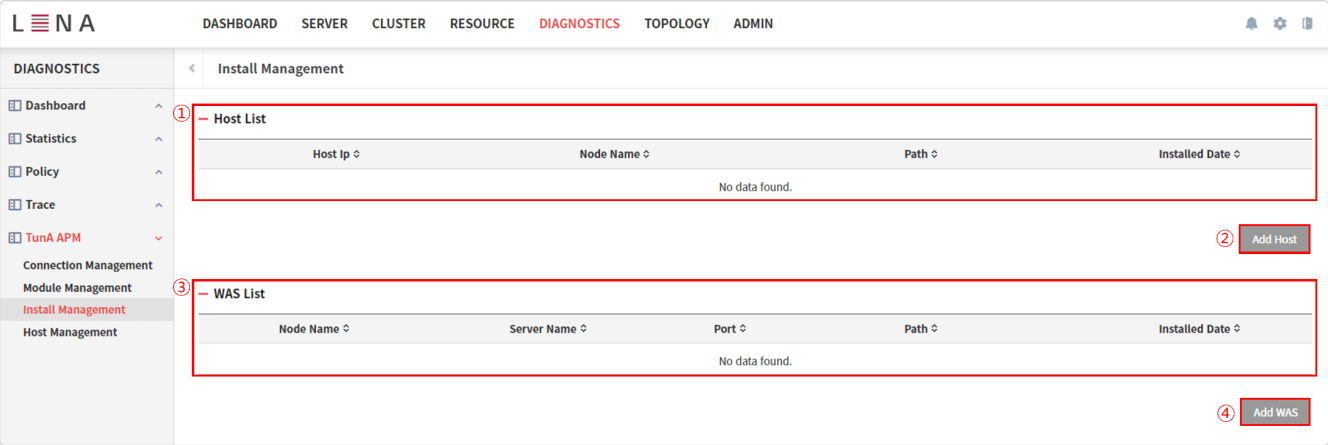 LENA
DASHBOARD SERVER CLUSTER RESOURCE DIAGNOSTICS TOPOLOGY ADMIN
DIAGNOSTICS
Install Management
Dashboard
Statistics
Policy
Trace
TunA APM
Connection Management
Module Management
Install Management
Host Management
①
Host List
Host Ip Node Name Path Installed Date
No data found.
② Add Host
③
WAS List
Node Name Server Name Port Path Installed Date
No data found.
④ Add WAS